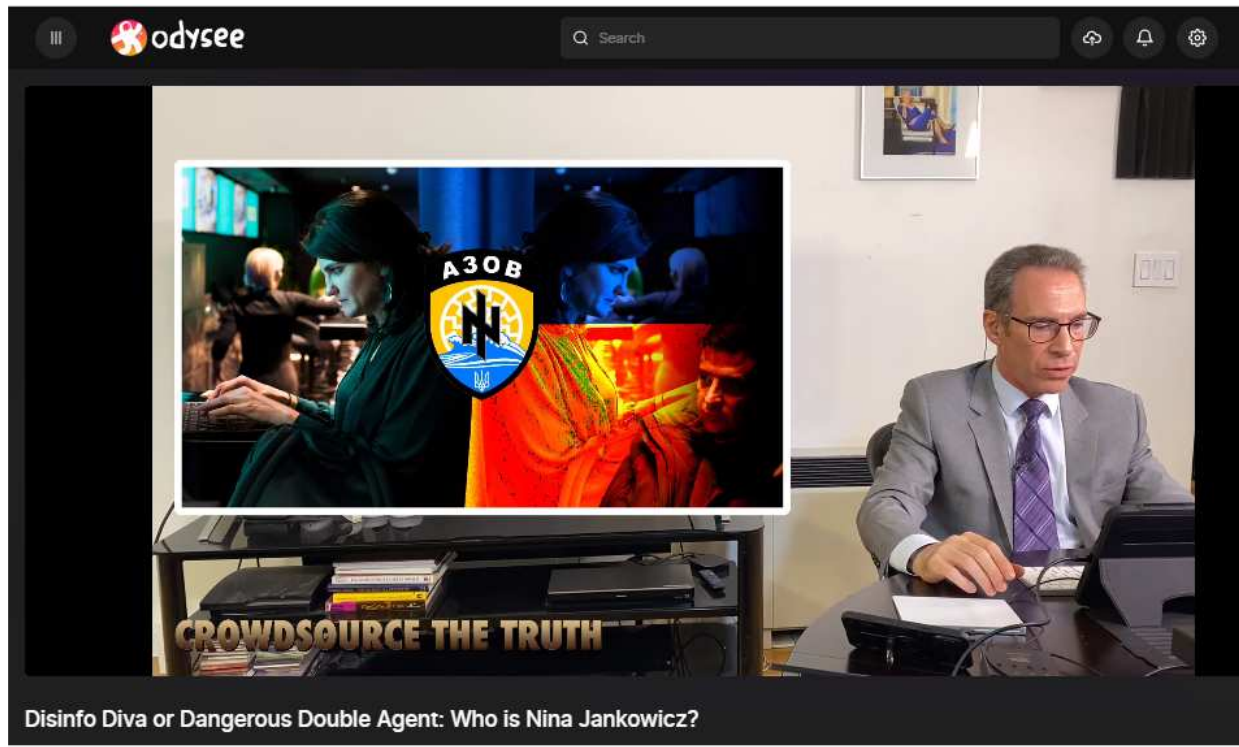 odysee
Search
АЗОВ
CROWDSOURCE THE TRUTH
Disinfo Diva or Dangerous Double Agent: Who is Nina Jankowicz?